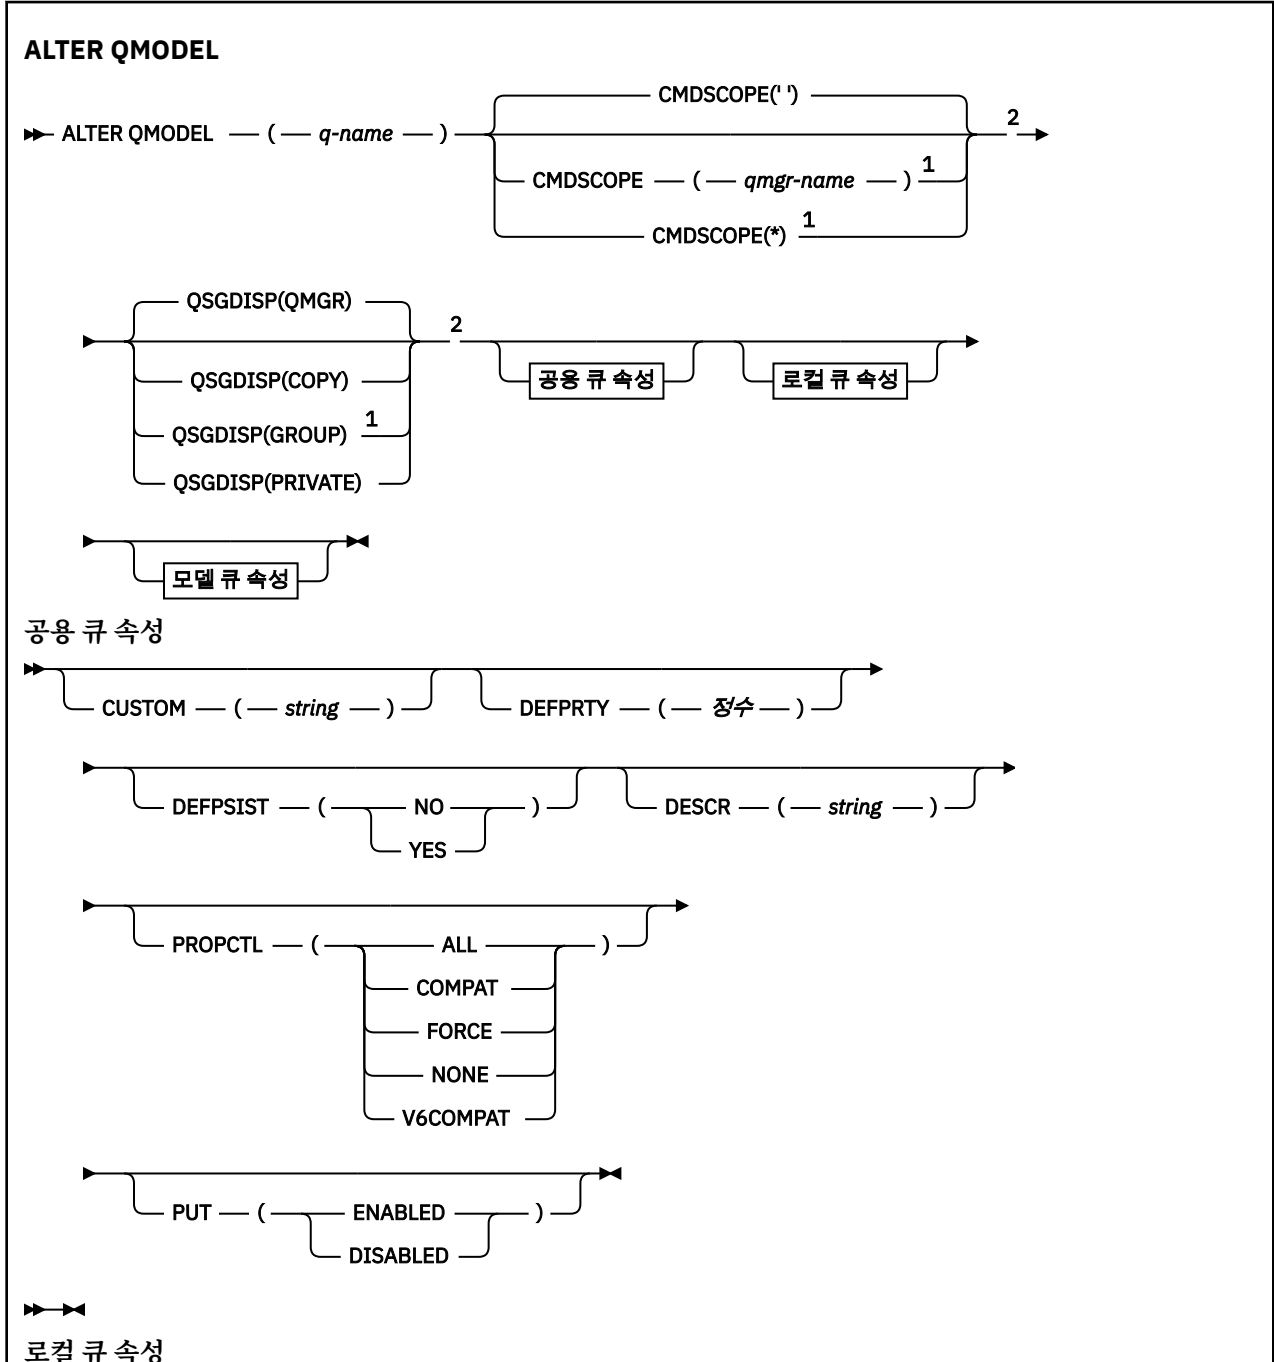 ALTER QMODEL
CMDSCOPE(' ')
ALTER QMODEL ( q-name ) 2
CMDSCOPE ( qmgr-name ) 1
CMDSCOPE(*) 1
QSGDISP(QMGR)
2
QSGDISP(COPY) 공용 큐 속성 로컬 큐 속성
QSGDISP(GROUP) 1
QSGDISP(PRIVATE)
모델 큐 속성
공용 큐 속성
CUSTOM ( string ) DEFPRTY ( 정수 )
DEFPSIST ( NO ) DESCR ( string )
YES
PROPCTL ( ALL )
COMPAT
FORCE
NONE
V6COMPAT
PUT ( ENABLED )
DISABLED
로컬 큐 속성